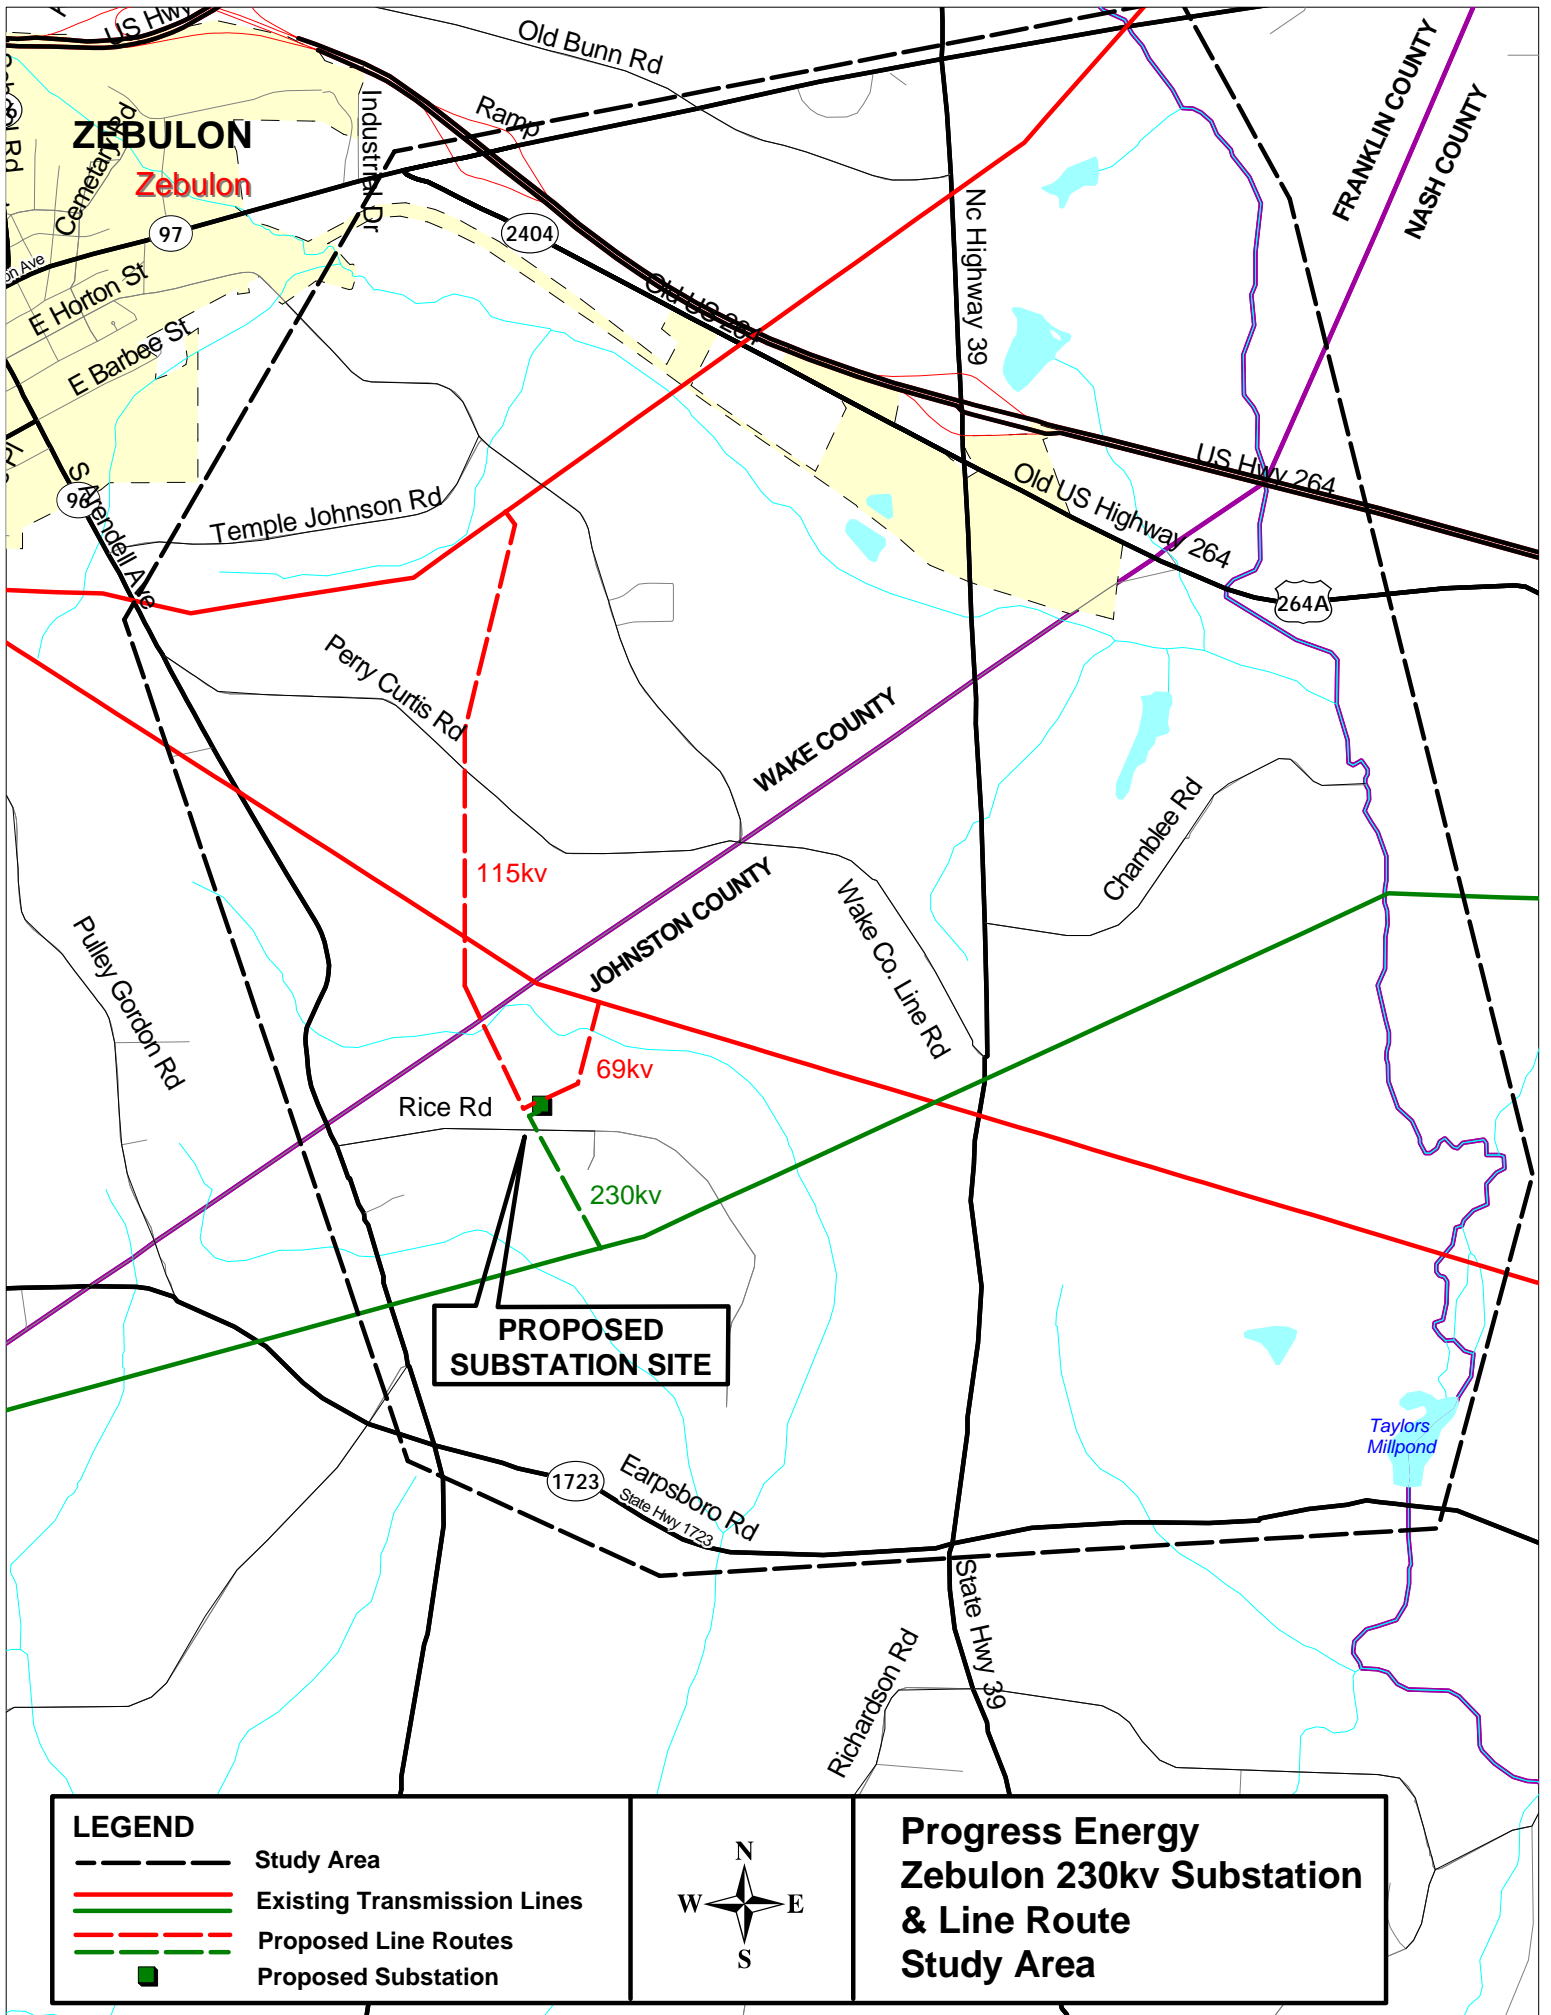 US Hwy
Old Bunn Rd
Ramp
FRANKLIN COUNTY
NASH COUNTY
ZEBULON
Zebulon
Cemetary Rd
Industrial Dr
97
2404
Nc Highway 39
E Horton St
E Barbee St
Old US 264
US Hwy 264
Old US Highway 264
264A
S Arendell Ave
96
Temple Johnson Rd
Perry Curtis Rd
WAKE COUNTY
JOHNSTON COUNTY
Chamblee Rd
115kv
Wake Co. Line Rd
Pulley Gordon Rd
69kv
Rice Rd
230kv
PROPOSED
SUBSTATION SITE
Taylors
Millpond
1723
Earpsboro Rd
State Hwy 1723
State Hwy 39
Richardson Rd
LEGEND
Study Area
Existing Transmission Lines
Proposed Line Routes
Proposed Substation
N
W E
S
Progress Energy
Zebulon 230kv Substation
& Line Route
Study Area